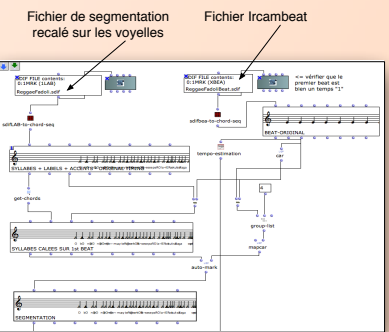 Fichier de segmentation
recalé sur les voyelles
Fichier Ircambeat
SDIF FILE contents:
0:1MRK (1LAB)
ReggaeFadoli.sdif
SDIF FILE contents:
0:1MRK (XBEA)
ReggaeFadoliBeat.sdif
<= vérifier que le
premier beat est
bien un temps "1"
sdifLAB-to-chord-seq
sdifbea-to-chord-seq
BEAT-ORIGINAL
tempo-estimation
car
SYLLABES + LABELS + ACCENTS - ORIGINAL TIMING
4
get-chords
group-list
SYLLABES CALEES SUR 1st BEAT
mapcar
auto-mark
SEGMENTATION